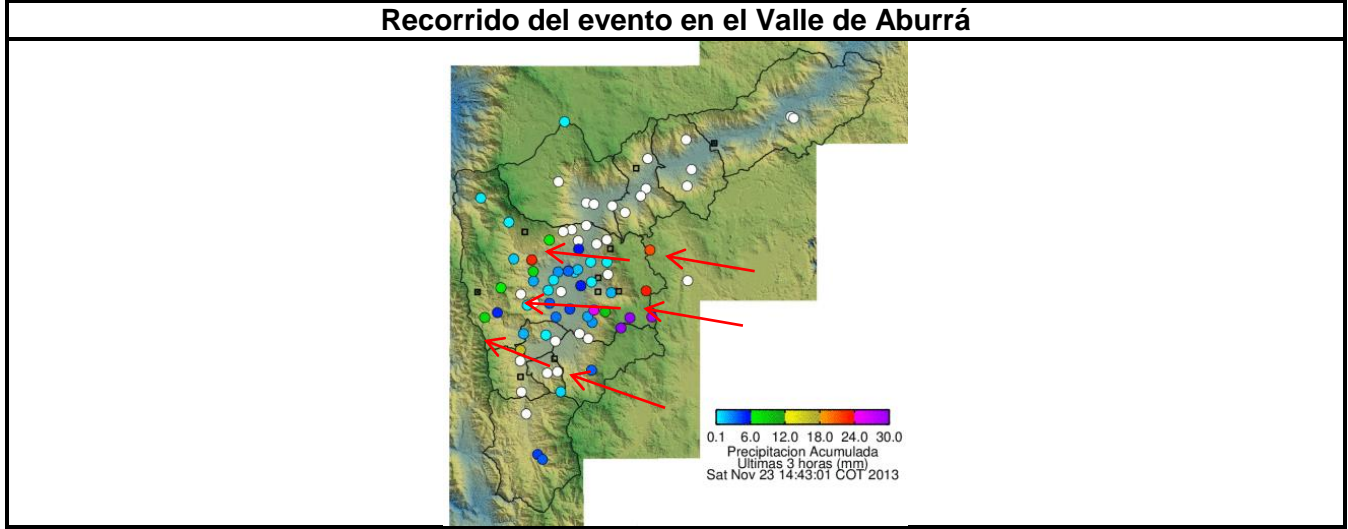 Recorrido del evento en el Valle de Aburrá
0.1 6.0 12.0 18.0 24.0 30.0
Precipitacion Acumulada
Ultimas 3 horas (mm)
Sat Nov 23 14:43:01 COT 2013